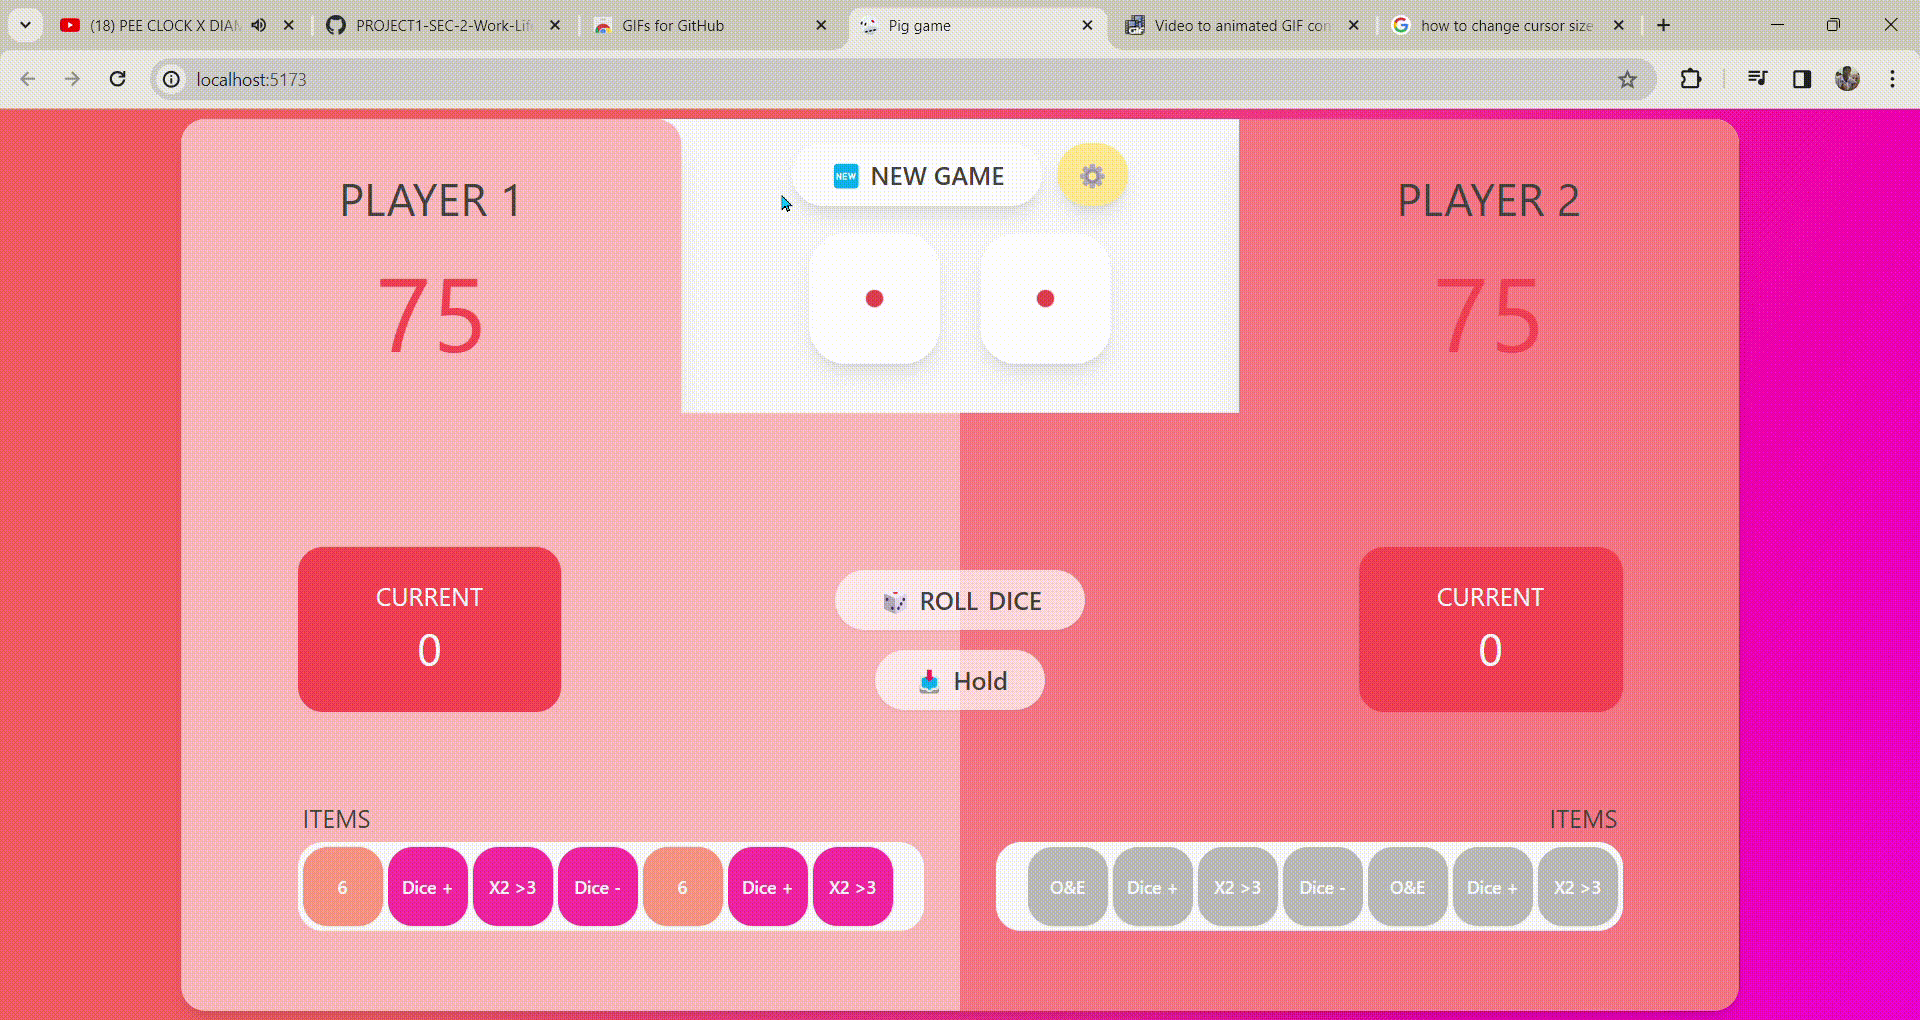 (18) PEE CLOCK X DIAM
PROJECT1-SEC-2-Work-Lif
GIFs for GitHub
Pig game
Video to animated GIF con
how to change cursor size
localhost:5173
NEW NEW GAME
PLAYER 1
PLAYER 2
75
75
CURRENT
0
CURRENT
0
ROLL DICE
Hold
ITEMS
ITEMS
6 Dice + X2 >3 Dice - 6 Dice + X2 >3
O&E Dice + X2 >3 Dice - O&E Dice + X2 >3